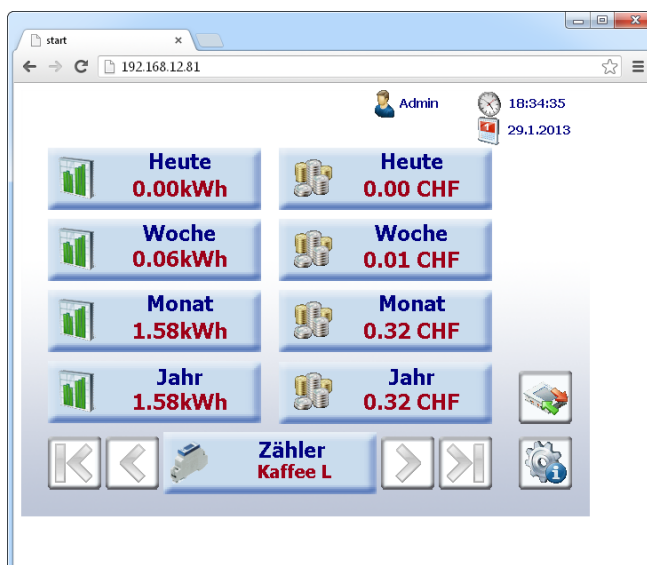 start
192.168.12.81
Admin
18:34:35
29.1.2013
Heute
0.00kWh
Heute
0.00 CHF
Woche
0.06kWh
Woche
0.01 CHF
Monat
1.58kWh
Monat
0.32 CHF
Jahr
1.58kWh
Jahr
0.32 CHF
Zähler
Kaffee L